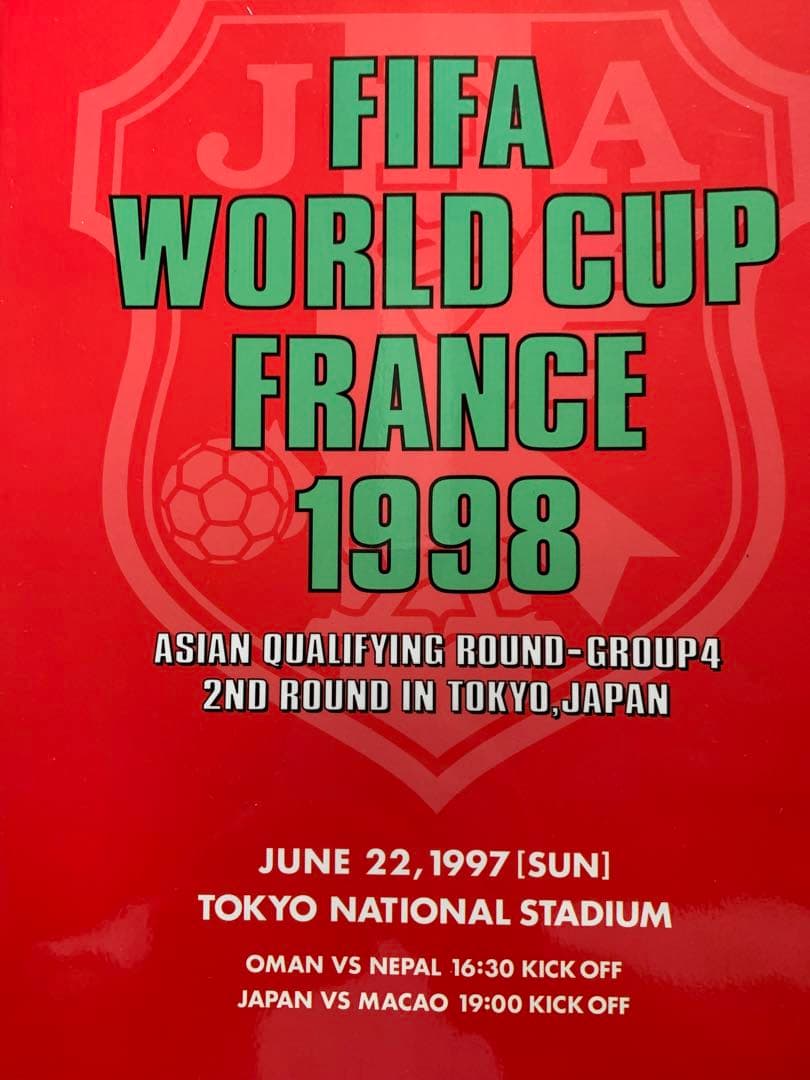 JFA
FIFA
WORLD CUP
FRANCE
1998
ASIAN QUALIFYING ROUND-GROUP4
2ND ROUND IN TOKYO,JAPAN
JUNE 22,1997[SUN]
TOKYO NATIONAL STADIUM
OMAN VS NEPAL 16:30 KICK OFF
JAPAN VS MACAO 19:00 KICK OFF